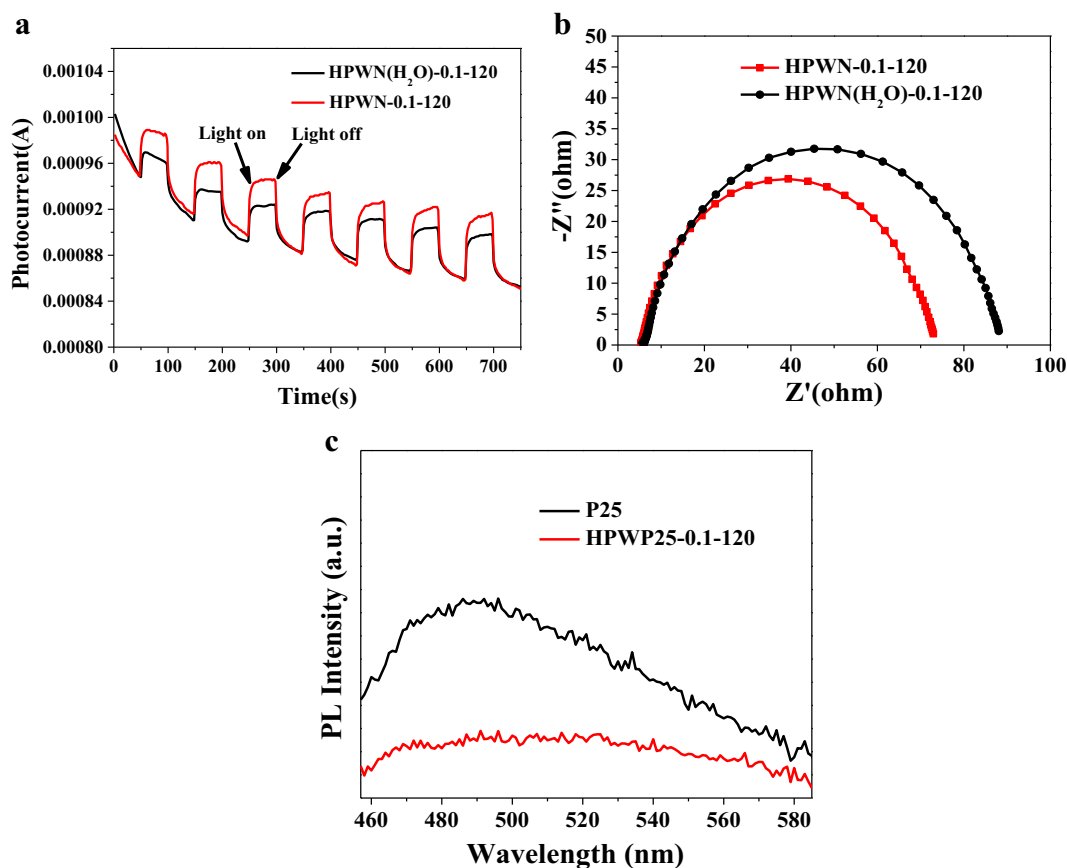 a
Photocurrent(A)
0.00104
0.00100
0.00096
0.00092
0.00088
0.00084
0.00080
HPWN(H₂O)-0.1-120
HPWN-0.1-120
Light on
Light off
0 100 200 300 400 500 600 700
Time(s)
b
-Z''(ohm)
50
45
40
35
30
25
20
15
10
5
0
HPWN-0.1-120
HPWN(H₂O)-0.1-120
0 20 40 60 80 100
Z'(ohm)
c
PL Intensity (a.u.)
P25
HPWP25-0.1-120
460 480 500 520 540 560 580
Wavelength (nm)